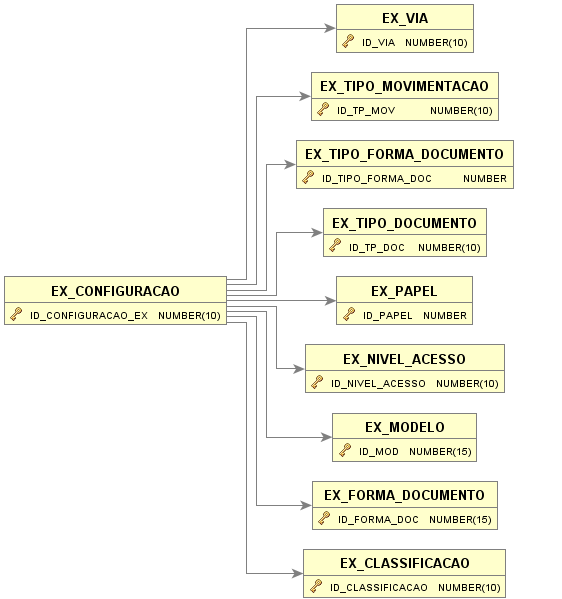 EX_VIA
ID_VIA NUMBER(10)
EX_TIPO_MOVIMENTACAO
ID_TP_MOV NUMBER(10)
EX_TIPO_FORMA_DOCUMENTO
ID_TIPO_FORMA_DOC NUMBER
EX_TIPO_DOCUMENTO
ID_TP_DOC NUMBER(10)
EX_CONFIGURACAO
ID_CONFIGURACAO_EX NUMBER(10)
EX_PAPEL
ID_PAPEL NUMBER
EX_NIVEL_ACESSO
ID_NIVEL_ACESSO NUMBER(10)
EX_MODELO
ID_MOD NUMBER(15)
EX_FORMA_DOCUMENTO
ID_FORMA_DOC NUMBER(15)
EX_CLASSIFICACAO
ID_CLASSIFICACAO NUMBER(10)